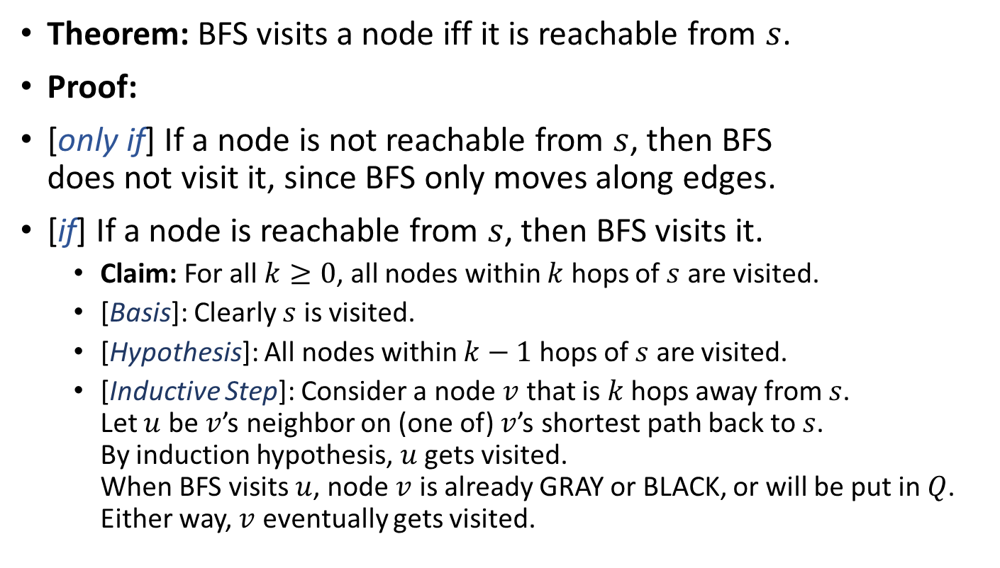 • Theorem: BFS visits a node iff it is reachable from s.
• Proof:
• [only if] If a node is not reachable from s, then BFS
does not visit it, since BFS only moves along edges.
• [if] If a node is reachable from s, then BFS visits it.
• Claim: For all k ≥ 0, all nodes within k hops of s are visited.
• [Basis]: Clearly s is visited.
• [Hypothesis]: All nodes within k − 1 hops of s are visited.
• [Inductive Step]: Consider a node v that is k hops away from s.
Let u be v’s neighbor on (one of) v’s shortest path back to s.
By induction hypothesis, u gets visited.
When BFS visits u, node v is already GRAY or BLACK, or will be put in Q.
Either way, v eventually gets visited.